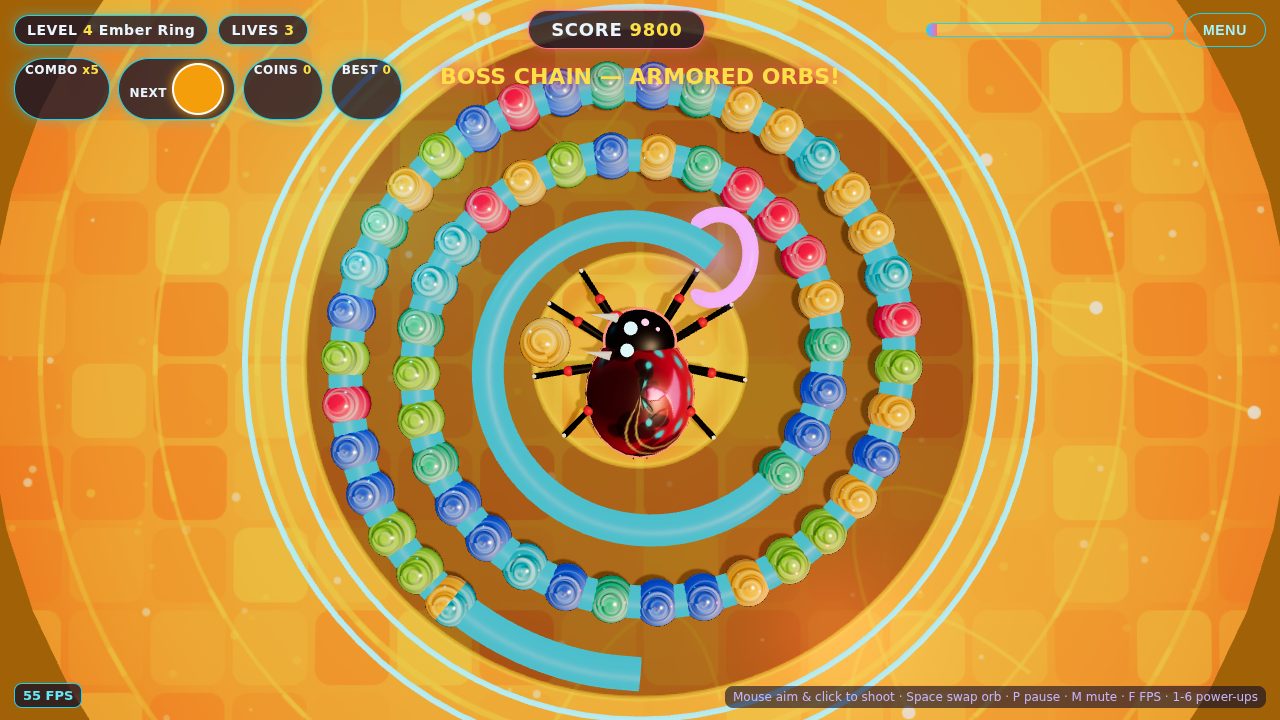 LEVEL 4 Ember Ring
LIVES 3
SCORE 9800
MENU
COMBO x5
NEXT
COINS 0
BEST 0
BOSS CHAIN — ARMORED ORBS!
55 FPS
Mouse aim & click to shoot · Space swap orb · P pause · M mute · F FPS · 1-6 power-ups